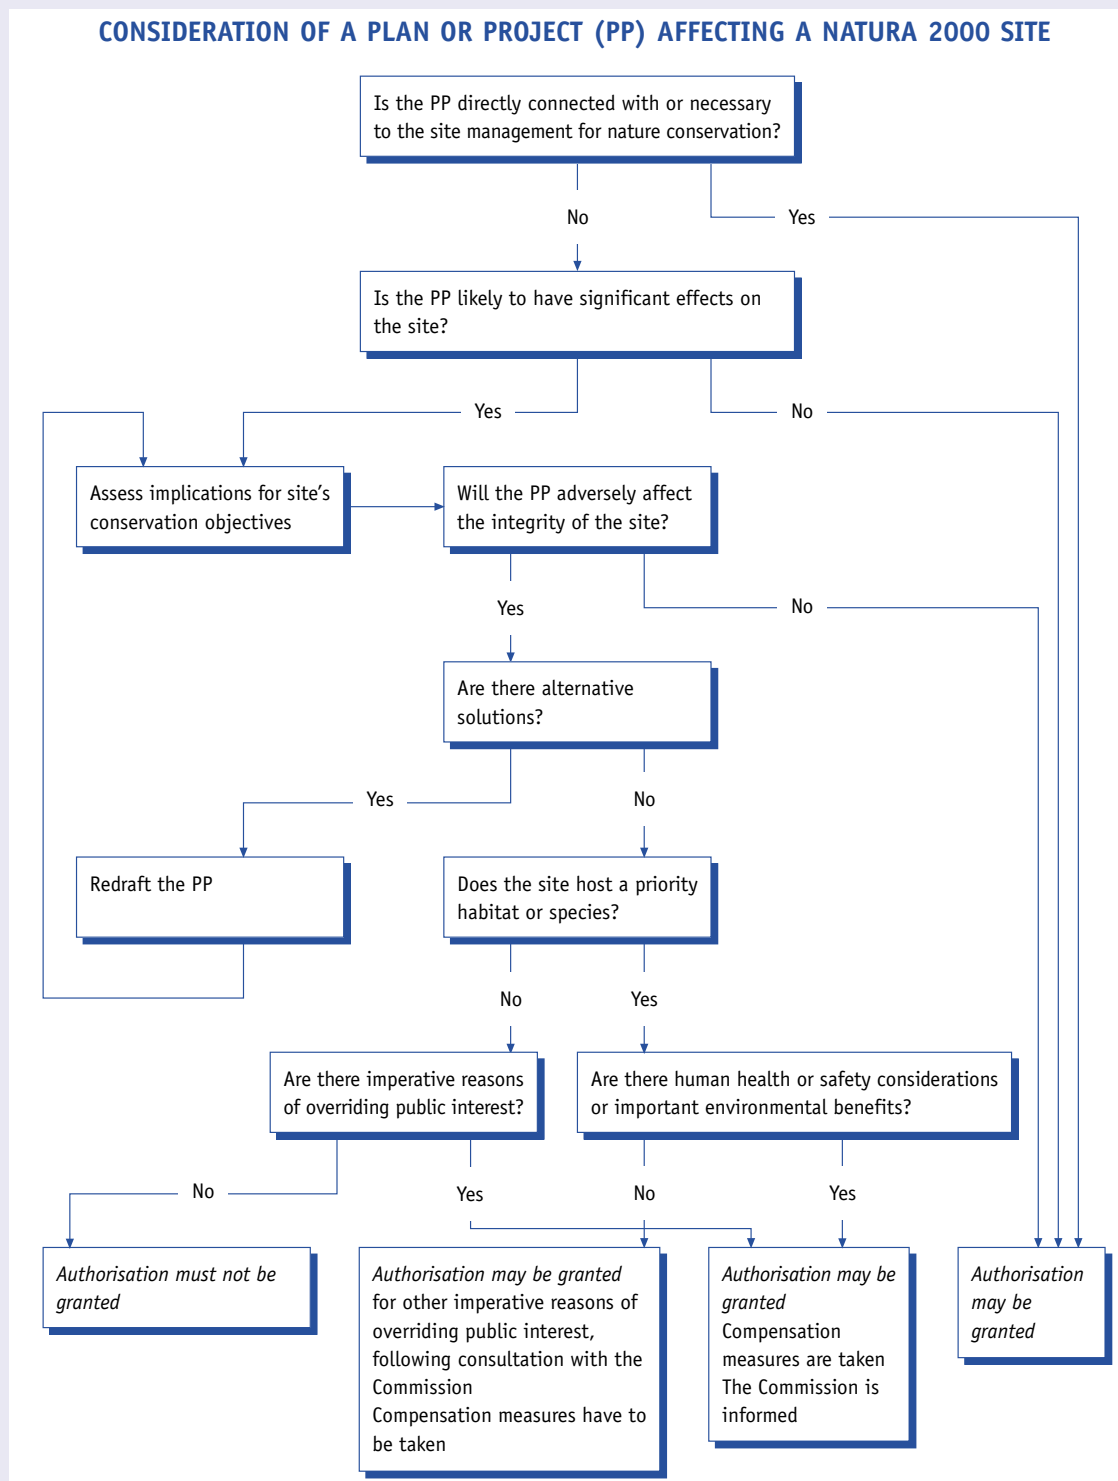 CONSIDERATION OF A PLAN OR PROJECT (PP) AFFECTING A NATURA 2000 SITE
Is the PP directly connected with or necessary
to the site management for nature conservation?
No
Yes
Is the PP likely to have significant effects on
the site?
Yes
No
Assess implications for site’s
conservation objectives
Will the PP adversely affect
the integrity of the site?
Yes
No
Are there alternative
solutions?
Yes
No
Redraft the PP
Does the site host a priority
habitat or species?
No
Yes
Are there imperative reasons
of overriding public interest?
Are there human health or safety considerations
or important environmental benefits?
No
Yes
No
Yes
Authorisation must not be
granted
Authorisation may be granted
for other imperative reasons of
overriding public interest,
following consultation with the
Commission
Compensation measures have to
be taken
Authorisation may be
granted
Compensation
measures are taken
The Commission is
informed
Authorisation
may be
granted